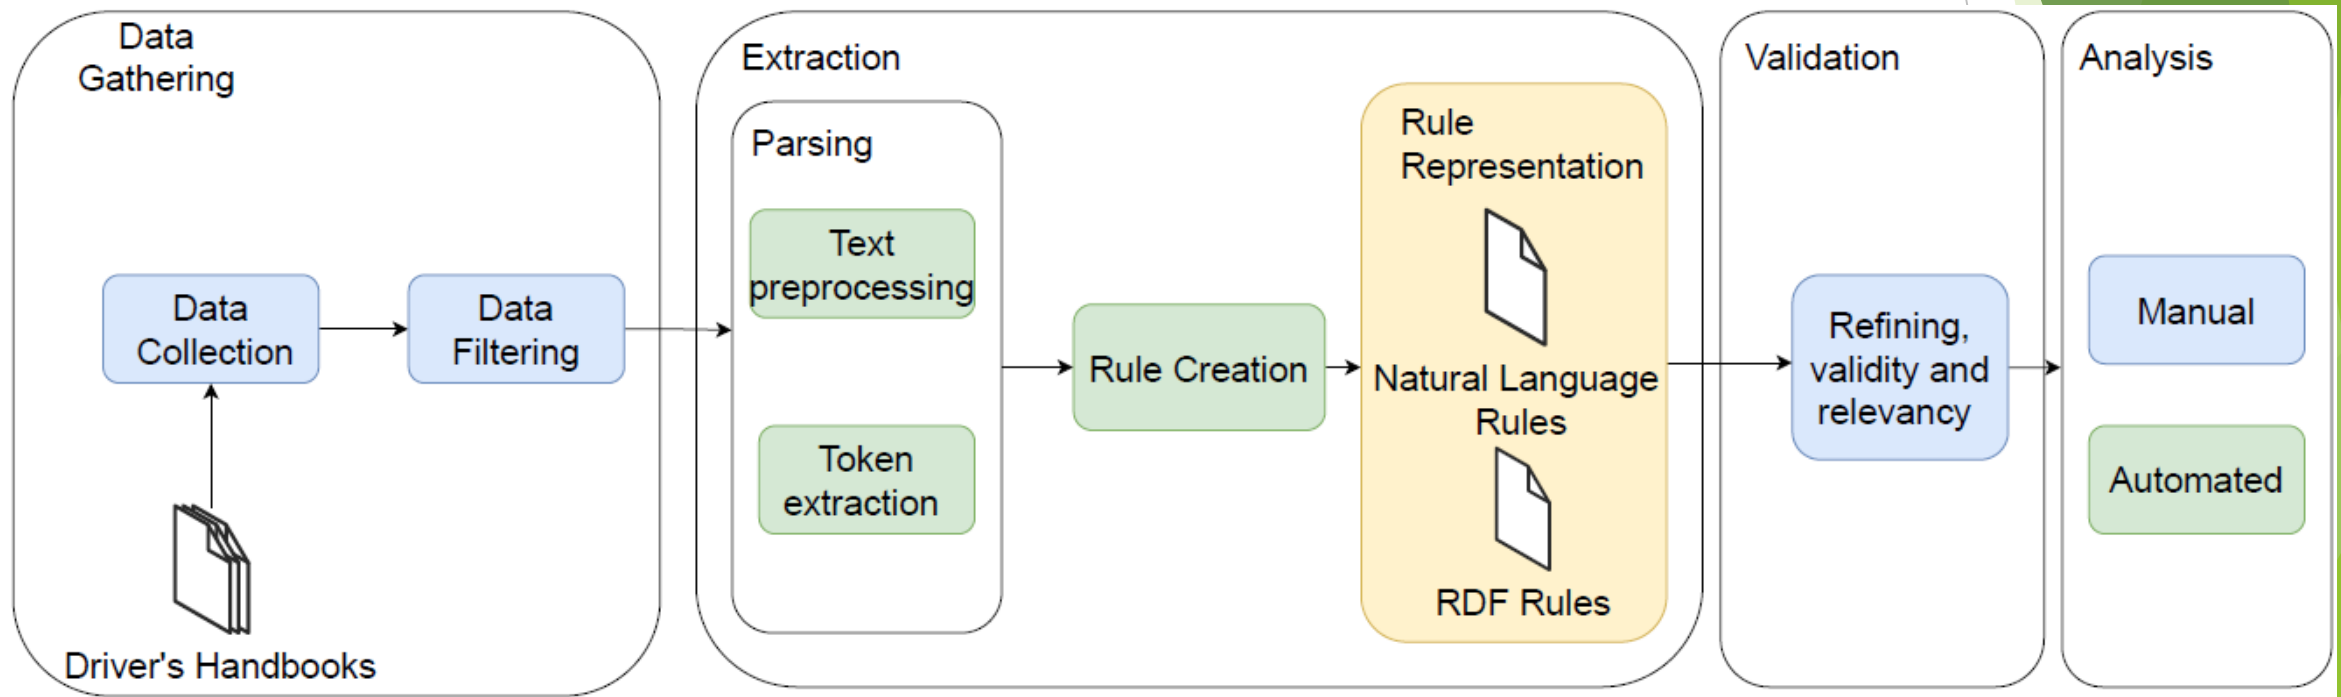 Data
Gathering
Data
Collection
Data
Filtering
Driver's Handbooks
Extraction
Parsing
Text
preprocessing
Token
extraction
Rule Creation
Rule
Representation
Natural Language
Rules
RDF Rules
Validation
Refining,
validity and
relevancy
Analysis
Manual
Automated